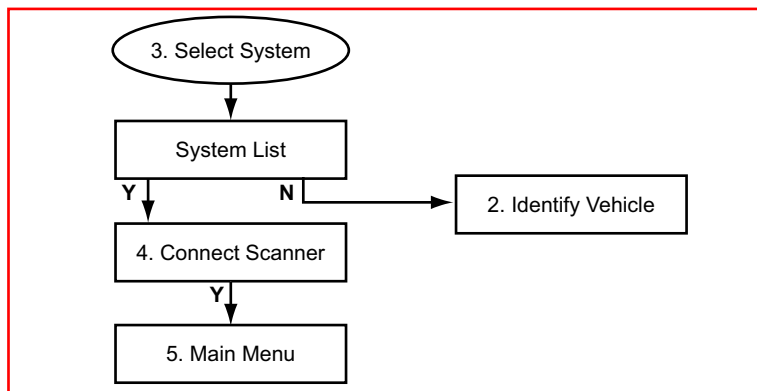 3. Select System
System List
Y
N
2. Identify Vehicle
4. Connect Scanner
Y
5. Main Menu